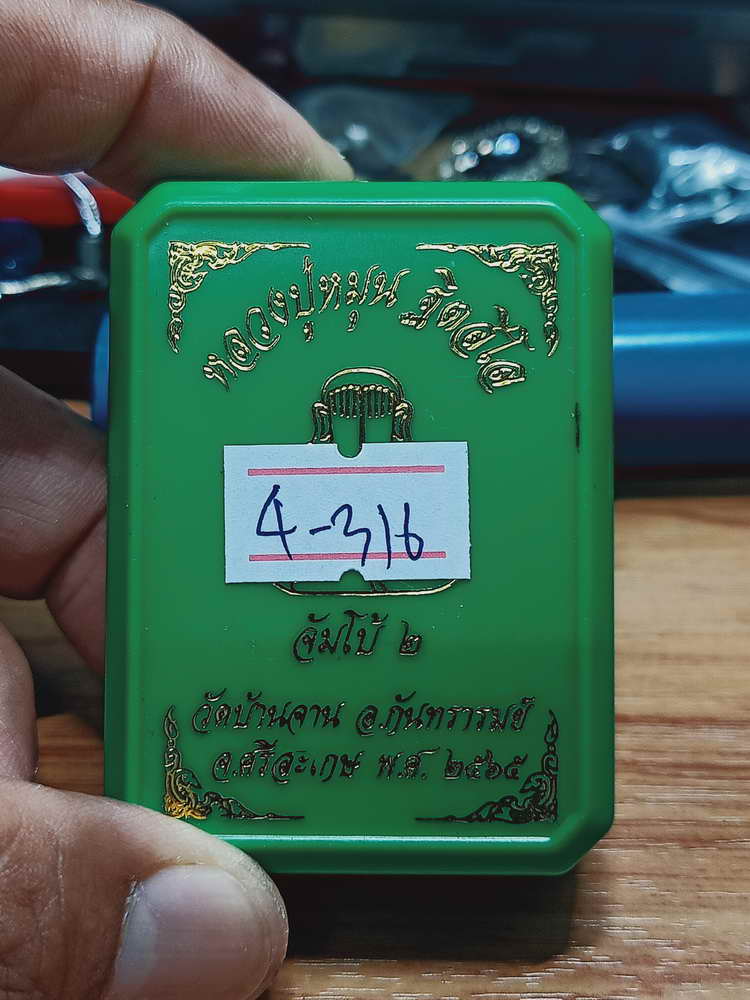 หลวงปู่หมุน ฐิตสีโล
4-316
จัมโบ้ ๒
วัดบ้านจาน อ.กันทรารมย์
จ.ศรีสะเกษ พ.ศ. ๒๕๖๕